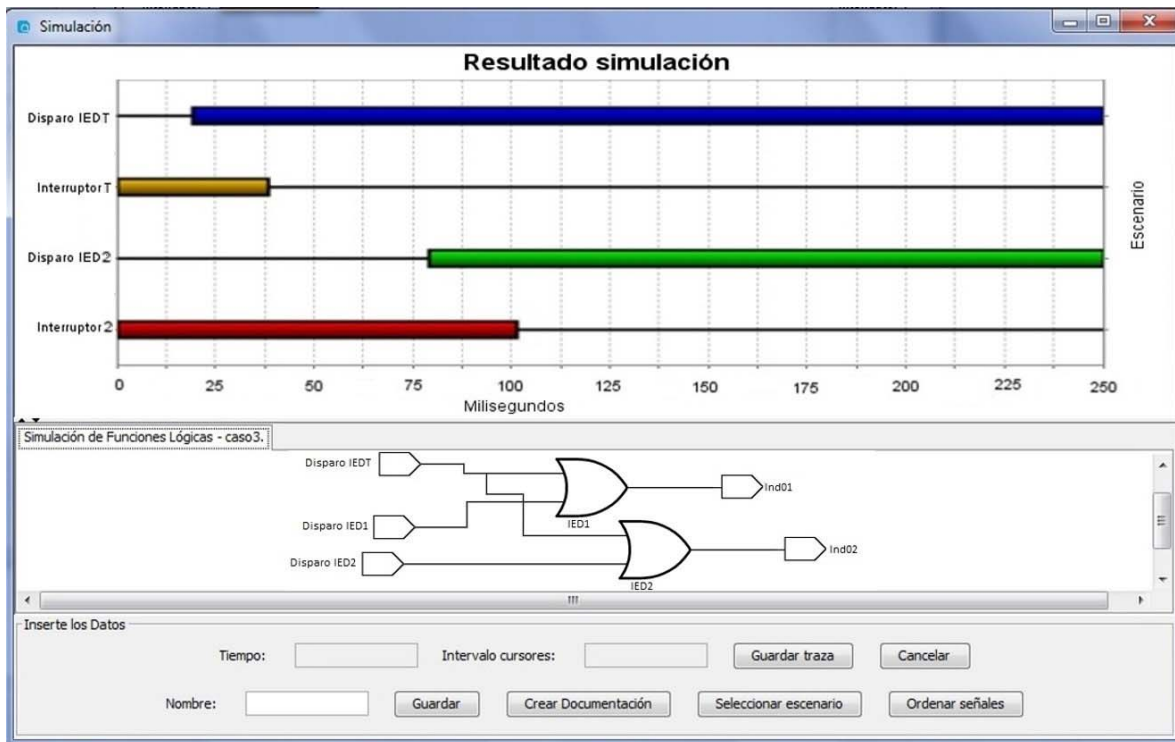 Simulación
Resultado simulación
Disparo IEDT
Interruptor T
Disparo IED2
Interruptor 2
Escenario
0 25 50 75 100 125 150 175 200 225 250
Milisegundos
Simulación de Funciones Lógicas - caso3.
Disparo IEDT
Ind01
IED1
Disparo IED1
Ind02
Disparo IED2
IED2
Inserte los Datos
Tiempo: Intervalo cursores: Guardar traza Cancelar
Nombre: Guardar Crear Documentación Seleccionar escenario Ordenar señales